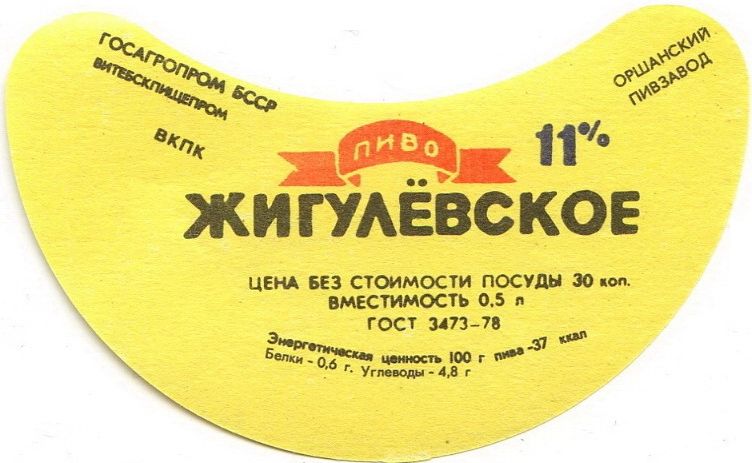 ГОСАГРОПРОМ БССР
ВИТЕБСКПИЩЕПРОМ
ВКПК
ОРШАНСКИЙ
ПИВЗАВОД
ПИВО
11%
ЖИГУЛЁВСКОЕ
ЦЕНА БЕЗ СТОИМОСТИ ПОСУДЫ 30 коп.
ВМЕСТИМОСТЬ 0,5 л
ГОСТ 3473-78
Энергетическая ценность 100 г пива -37 ккал
Белки - 0,6 г. Углеводы - 4,8 г